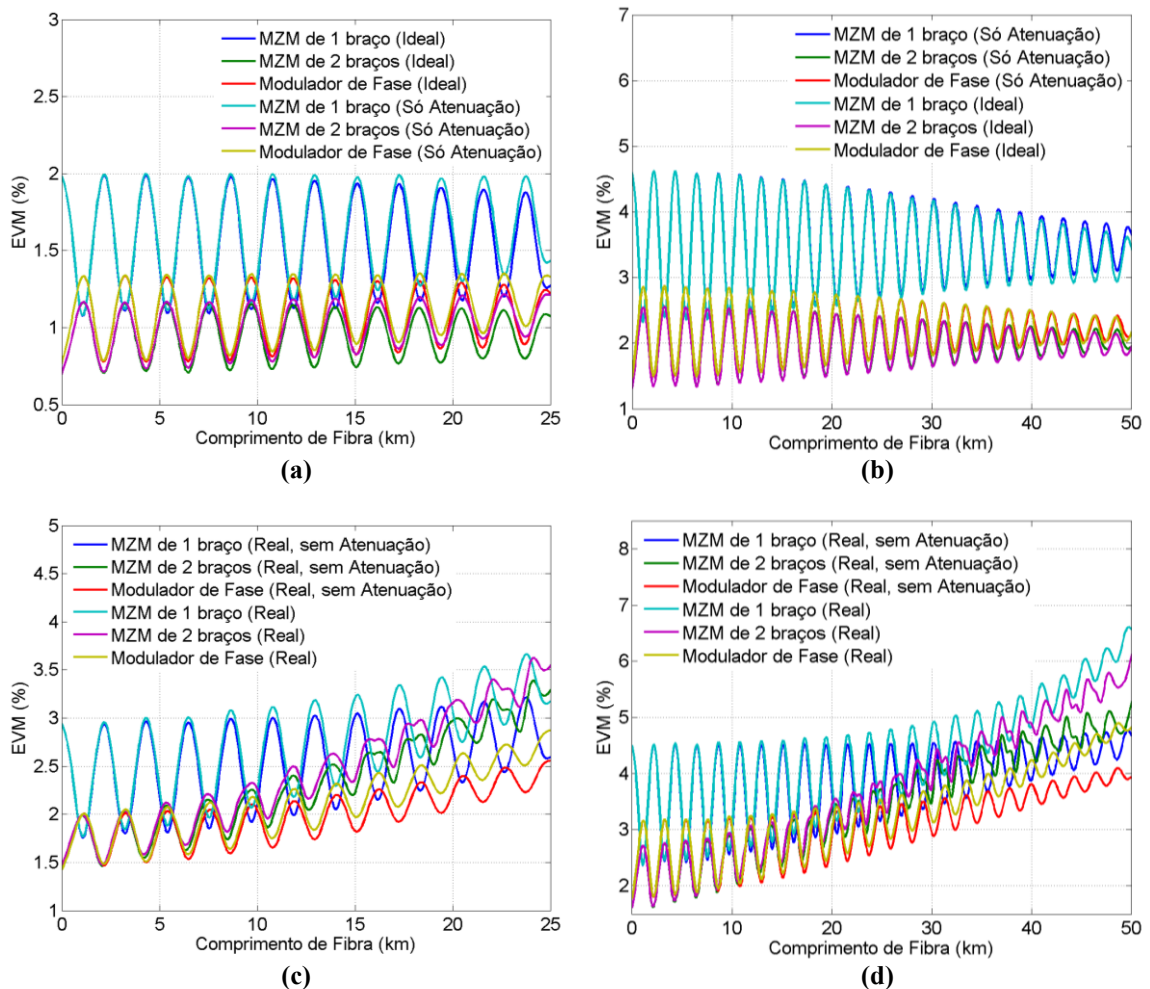 3
2.5
2
1.5
1
0.5
EVM (%)
MZM de 1 braço (Ideal)
MZM de 2 braços (Ideal)
Modulador de Fase (Ideal)
MZM de 1 braço (Só Atenuação)
MZM de 2 braços (Só Atenuação)
Modulador de Fase (Só Atenuação)
0 5 10 15 20 25
Comprimento de Fibra (km)
(a)
7
6
5
4
3
2
1
EVM (%)
MZM de 1 braço (Só Atenuação)
MZM de 2 braços (Só Atenuação)
Modulador de Fase (Só Atenuação)
MZM de 1 braço (Ideal)
MZM de 2 braços (Ideal)
Modulador de Fase (Ideal)
0 10 20 30 40 50
Comprimento de Fibra (km)
(b)
5
4.5
4
3.5
3
2.5
2
1.5
1
EVM (%)
MZM de 1 braço (Real, sem Atenuação)
MZM de 2 braços (Real, sem Atenuação)
Modulador de Fase (Real, sem Atenuação)
MZM de 1 braço (Real)
MZM de 2 braços (Real)
Modulador de Fase (Real)
0 5 10 15 20 25
Comprimento de Fibra (km)
(c)
8
7
6
5
4
3
2
EVM (%)
MZM de 1 braço (Real, sem Atenuação)
MZM de 2 braços (Real, sem Atenuação)
Modulador de Fase (Real, sem Atenuação)
MZM de 1 braço (Real)
MZM de 2 braços (Real)
Modulador de Fase (Real)
0 10 20 30 40 50
Comprimento de Fibra (km)
(d)